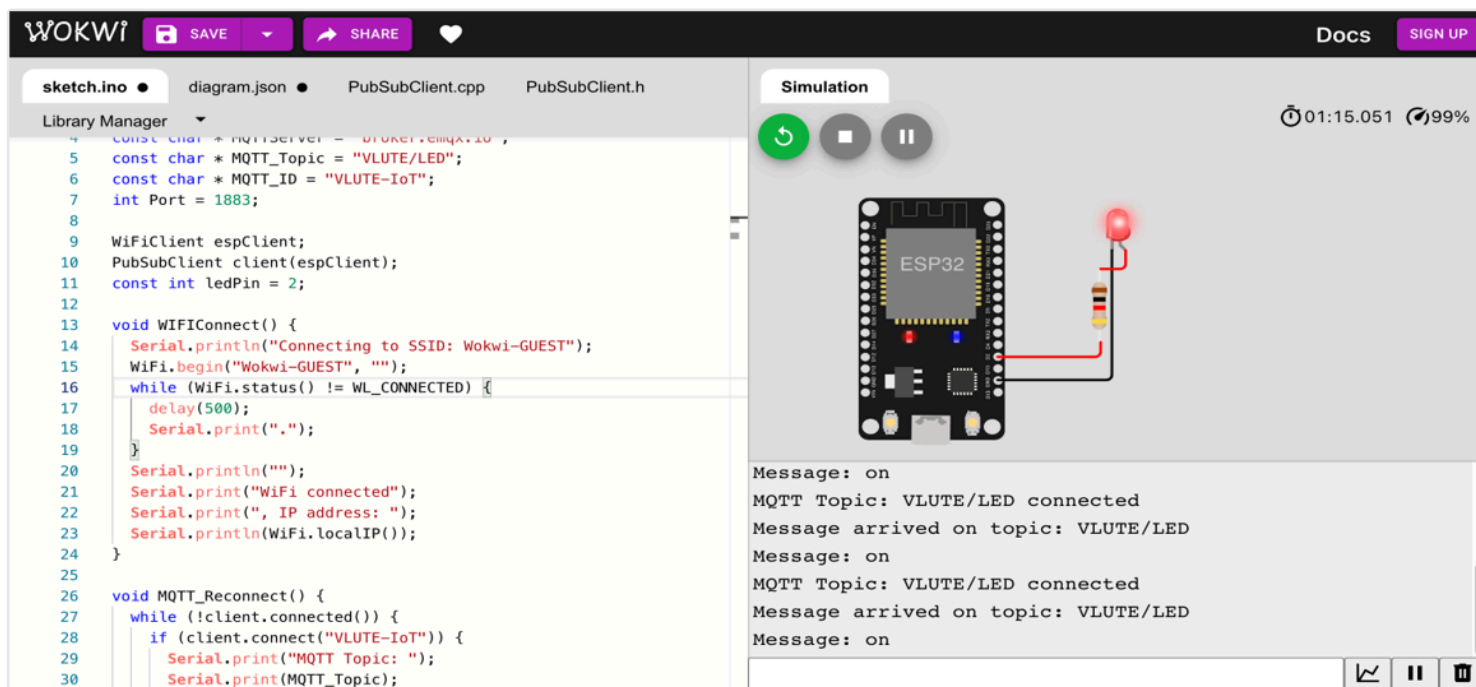 WOKWI SAVE SHARE Docs SIGN UP
sketch.ino ● diagram.json ● PubSubClient.cpp PubSubClient.h
Library Manager
4 const char * MQTTServer = "broker.emqx.io";
5 const char * MQTT_Topic = "VLUTE/LED";
6 const char * MQTT_ID = "VLUTE-IoT";
7 int Port = 1883;
8
9 WiFiClient espClient;
10 PubSubClient client(espClient);
11 const int ledPin = 2;
12
13 void WIFIConnect() {
14 Serial.println("Connecting to SSID: Wokwi-GUEST");
15 WiFi.begin("Wokwi-GUEST", "");
16 while (WiFi.status() != WL_CONNECTED) {
17 delay(500);
18 Serial.print(".");
19 }
20 Serial.println("");
21 Serial.print("WiFi connected");
22 Serial.print(", IP address: ");
23 Serial.println(WiFi.localIP());
24 }
25
26 void MQTT_Reconnect() {
27 while (!client.connected()) {
28 if (client.connect("VLUTE-IoT")) {
29 Serial.print("MQTT Topic: ");
30 Serial.print(MQTT_Topic);
Simulation
01:15.051 99%
ESP32
Message: on
MQTT Topic: VLUTE/LED connected
Message arrived on topic: VLUTE/LED
Message: on
MQTT Topic: VLUTE/LED connected
Message arrived on topic: VLUTE/LED
Message: on